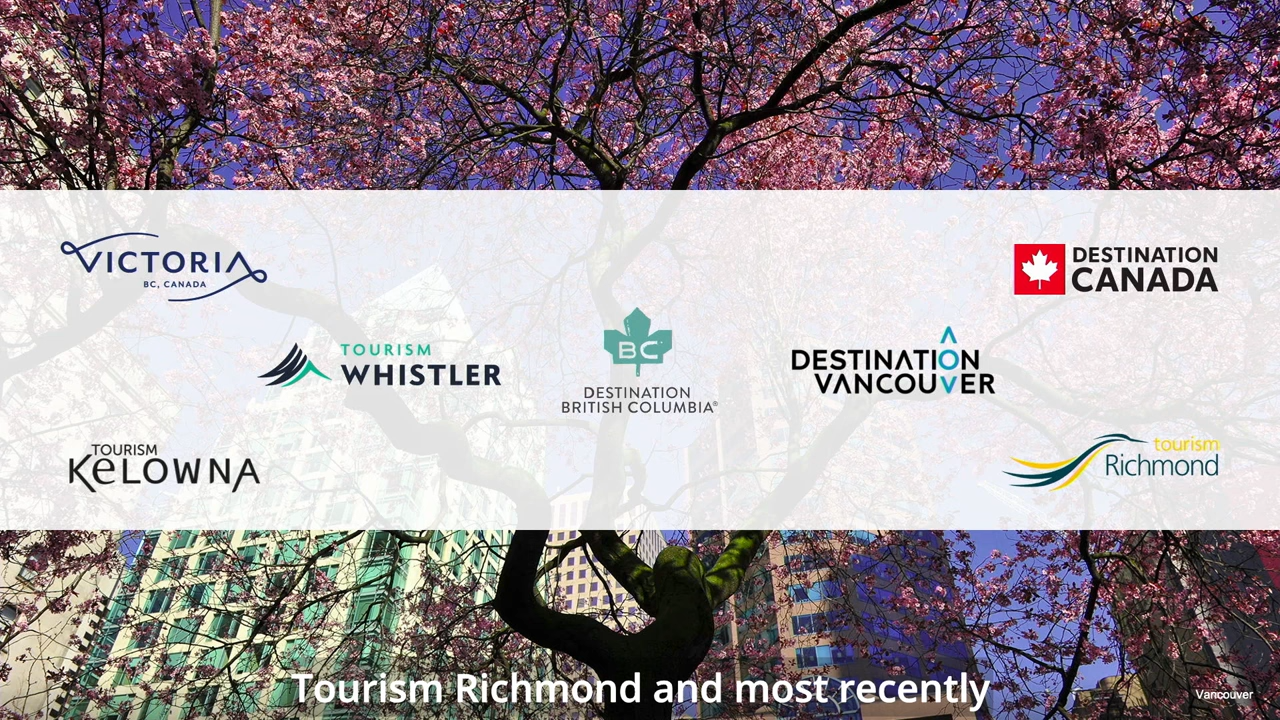 VICTORIA
BC, CANADA
DESTINATION
CANADA
TOURISM
WHISTLER
BC
DESTINATION
BRITISH COLUMBIA®
DESTINATION
VANCOUVER
TOURISM
KeLOWNA
tourism
Richmond
Tourism Richmond and most recently
Vancouver